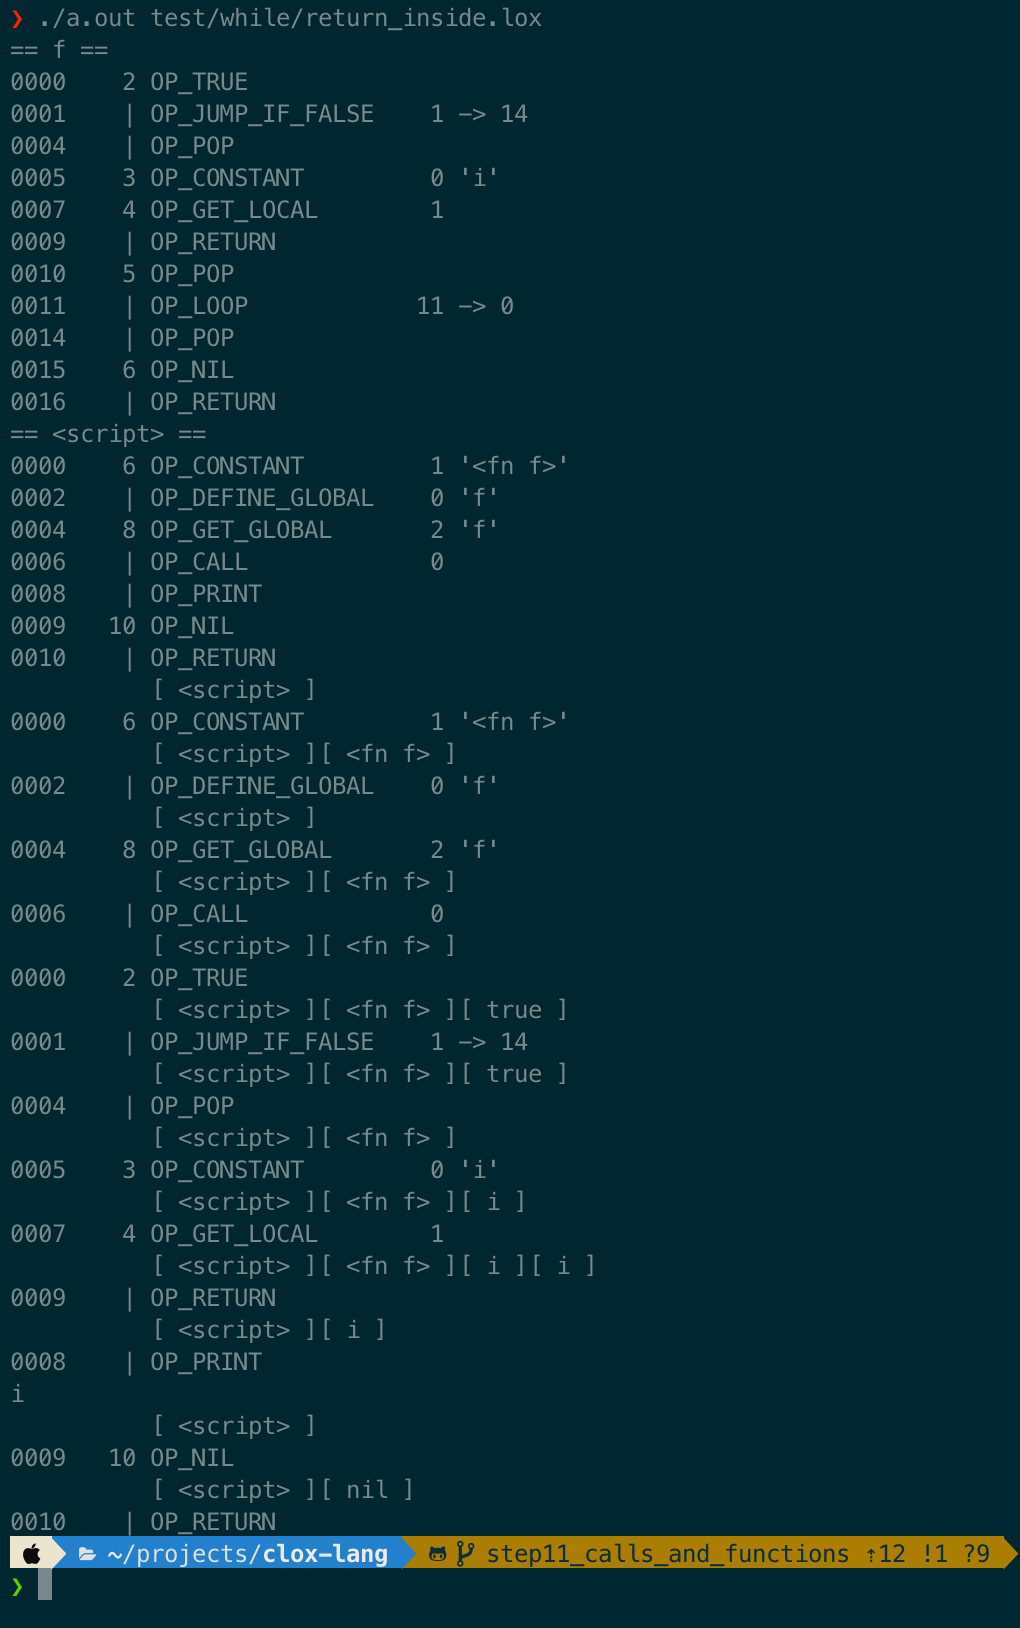 ❯ ./a.out test/while/return_inside.lox
== f ==
0000    2 OP_TRUE
0001    | OP_JUMP_IF_FALSE    1 -> 14
0004    | OP_POP
0005    3 OP_CONSTANT         0 'i'
0007    4 OP_GET_LOCAL        1
0009    | OP_RETURN
0010    5 OP_POP
0011    | OP_LOOP            11 -> 0
0014    | OP_POP
0015    6 OP_NIL
0016    | OP_RETURN
== <script> ==
0000    6 OP_CONSTANT         1 '<fn f>'
0002    | OP_DEFINE_GLOBAL    0 'f'
0004    8 OP_GET_GLOBAL       2 'f'
0006    | OP_CALL             0
0008    | OP_PRINT
0009   10 OP_NIL
0010    | OP_RETURN
          [ <script> ]
0000    6 OP_CONSTANT         1 '<fn f>'
          [ <script> ][ <fn f> ]
0002    | OP_DEFINE_GLOBAL    0 'f'
          [ <script> ]
0004    8 OP_GET_GLOBAL       2 'f'
          [ <script> ][ <fn f> ]
0006    | OP_CALL             0
          [ <script> ][ <fn f> ]
0000    2 OP_TRUE
          [ <script> ][ <fn f> ][ true ]
0001    | OP_JUMP_IF_FALSE    1 -> 14
          [ <script> ][ <fn f> ][ true ]
0004    | OP_POP
          [ <script> ][ <fn f> ]
0005    3 OP_CONSTANT         0 'i'
          [ <script> ][ <fn f> ][ i ]
0007    4 OP_GET_LOCAL        1
          [ <script> ][ <fn f> ][ i ][ i ]
0009    | OP_RETURN
          [ <script> ][ i ]
0008    | OP_PRINT
i
          [ <script> ]
0009   10 OP_NIL
          [ <script> ][ nil ]
0010    | OP_RETURN
~/projects/clox-lang step11_calls_and_functions ⇡12 !1 ?9
❯